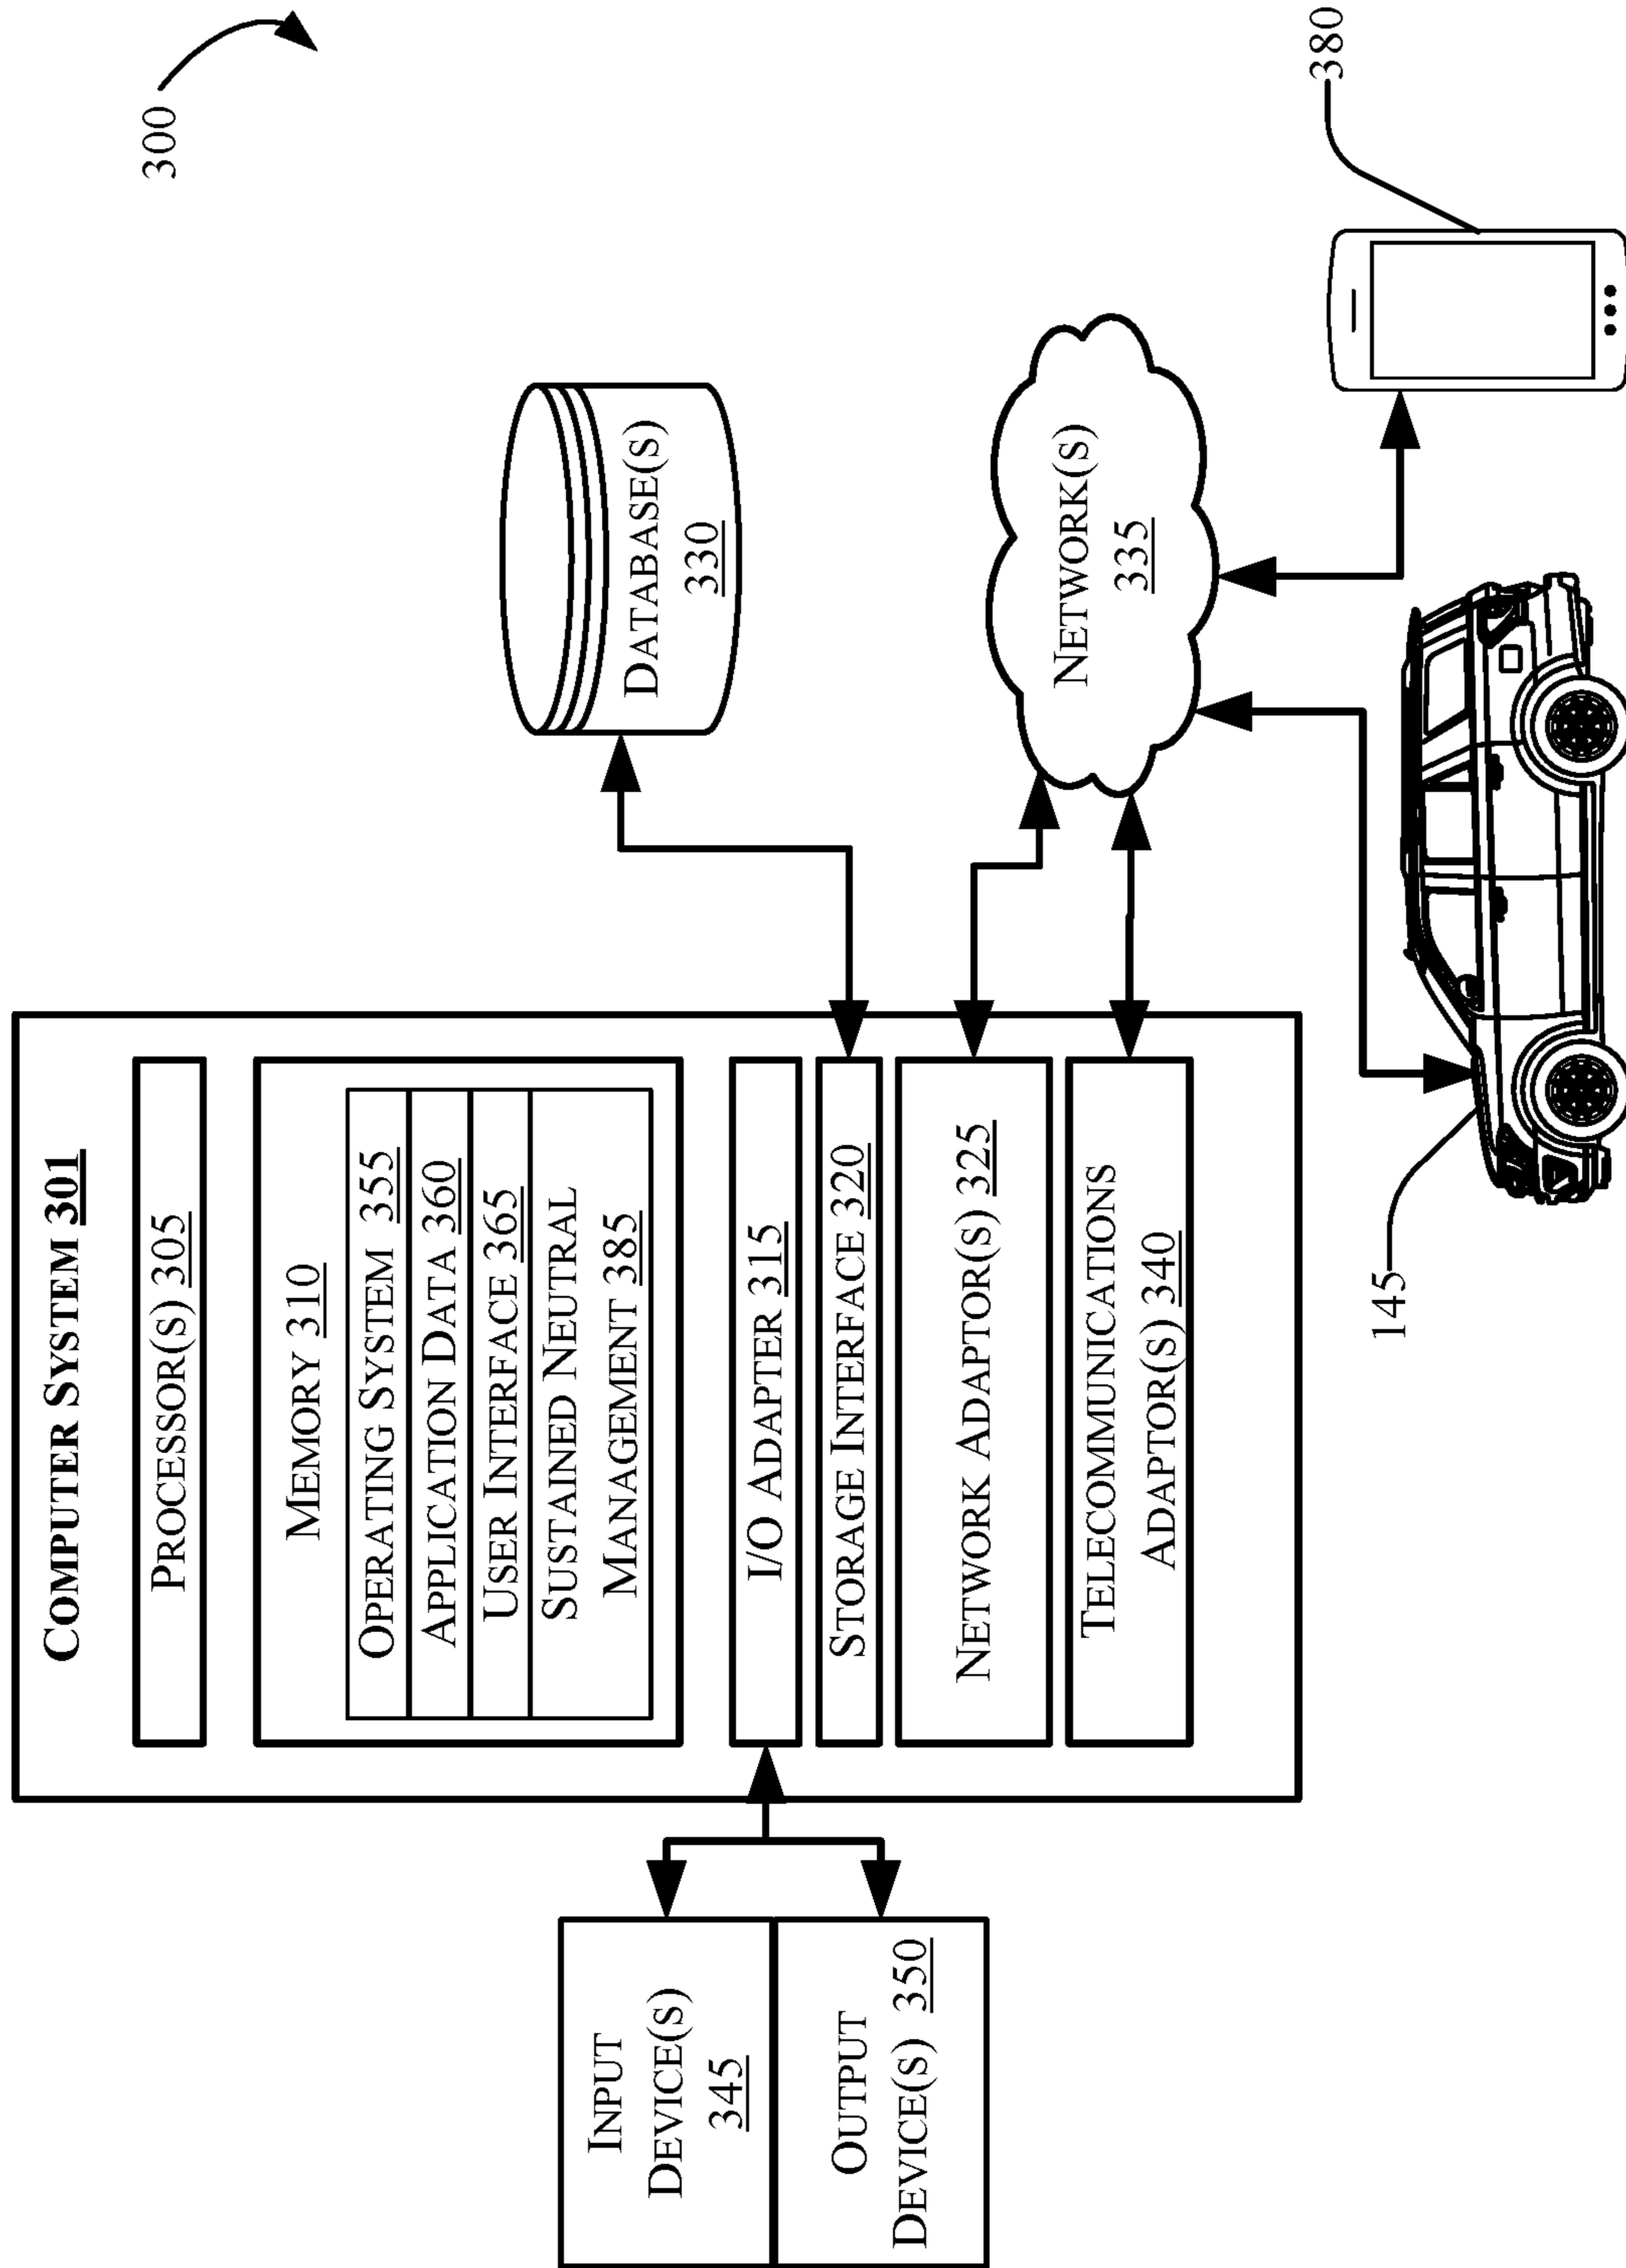 300
COMPUTER SYSTEM 301
PROCESSOR(S) 305
MEMORY 310
OPERATING SYSTEM 355
APPLICATION DATA 360
USER INTERFACE 365
SUSTAINED NEUTRAL
MANAGEMENT 385
I/O ADAPTER 315
STORAGE INTERFACE 320
NETWORK ADAPTOR(S) 325
TELECOMMUNICATIONS
ADAPTOR(S) 340
INPUT
DEVICE(S)
345
OUTPUT
DEVICE(S) 350
DATABASE(S)
330
NETWORK(S)
335
145
380